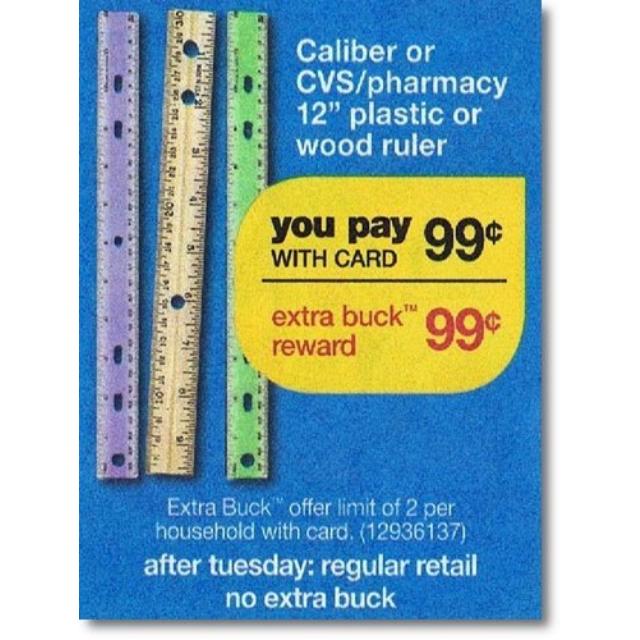 Caliber or
CVS/pharmacy
12” plastic or
wood ruler
you pay 99¢
WITH CARD
extra buck™ 99¢
reward
Extra Buck™ offer limit of 2 per
household with card. (12936137)
after tuesday: regular retail
no extra buck